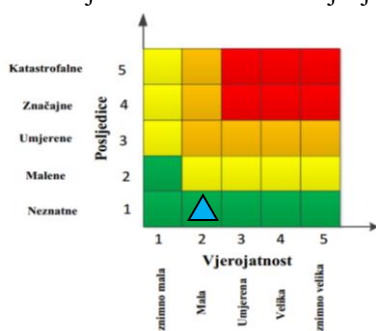 Katastrofalne 5
Značajne 4
Umjerene 3
Malene 2
Neznatne 1
Posljedice
1 2 3 4 5
Vjerojatnost
znimno mala
Mala
Umjerena
Velika
znimno velika